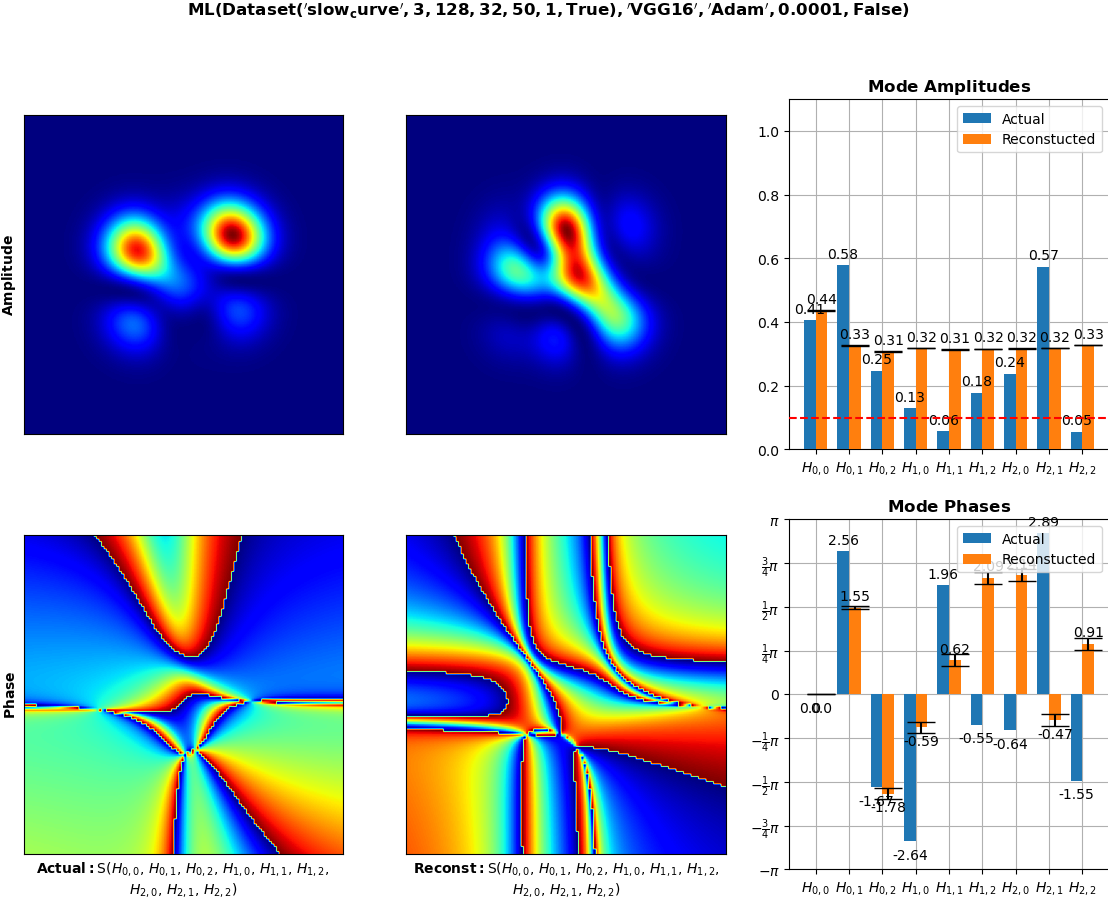 ML(Dataset('slow_curve', 3, 128, 32, 50, 1, True), 'VGG16', 'Adam', 0.0001, False)
Amplitude
Mode Amplitudes
Actual
Reconstucted
1.0
0.8
0.6
0.4
0.2
0.0
0.41 0.58 0.25 0.13 0.06 0.18 0.24 0.57 0.05
0.44 0.33 0.31 0.32 0.31 0.32 0.32 0.32 0.33
H0,0 H0,1 H0,2 H1,0 H1,1 H1,2 H2,0 H2,1 H2,2
Phase
Actual: S(H0,0, H0,1, H0,2, H1,0, H1,1, H1,2,
H2,0, H2,1, H2,2)
Reconst: S(H0,0, H0,1, H0,2, H1,0, H1,1, H1,2,
H2,0, H2,1, H2,2)
Mode Phases
Actual
Reconstucted
π
3/4π
1/2π
1/4π
0
−1/4π
−1/2π
−3/4π
−π
0.0 2.56 -1.67 -2.64 1.96 -0.55 -0.64 2.89 -1.55
0.0 1.55 -1.78 -0.59 0.62 2.09 -0.47 0.91
H0,0 H0,1 H0,2 H1,0 H1,1 H1,2 H2,0 H2,1 H2,2